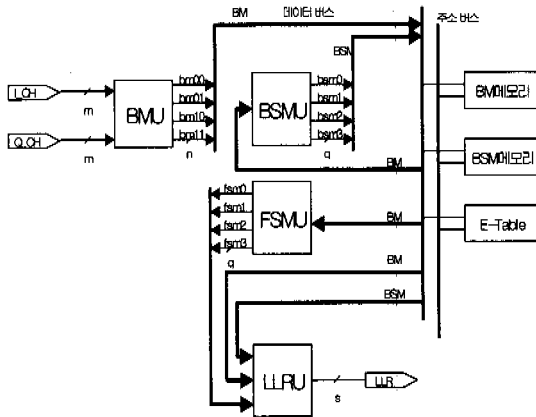 BM
데이터 버스
주소 버스
BSM
I_CH
m
Q_CH
m
BMU
bm00
bm01
bm10
bm11
n
BSMU
bsm0
bsm1
bsm2
bsm3
q
BM
BM메모리
BSM메모리
E-Table
fsm0
fsm1
fsm2
fsm3
q
FSMU
BM
BM
BSM
LLRU
s
LLR